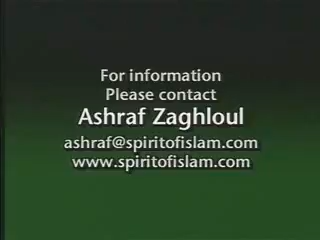 For information
Please contact
Ashraf Zaghloul
ashraf@spiritofislam.com
www.spiritofislam.com